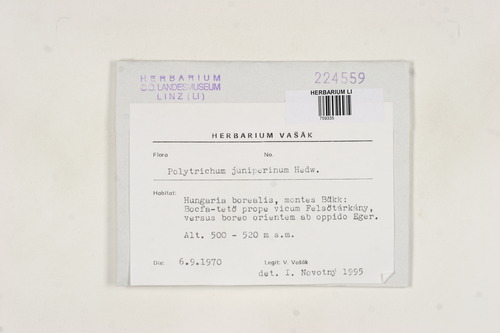 HERBARIUM
O.Ö. LANDESMUSEUM
LINZ (LI)
224559
HERBARIUM LI
HERBARIUM VAŠÁK
Flora No.
Polytrichum juniperinum Hedw.
Habitat:
Hungaria borealis, montes Bükk:
Bocfa-tető prope vicum Felsőtárkány,
versus boreo orientem ab oppido Eger.
Alt. 500 - 520 m s.m.
Die: 6.9.1970 Legit: V. Vašák
det. I. Novotný 1995